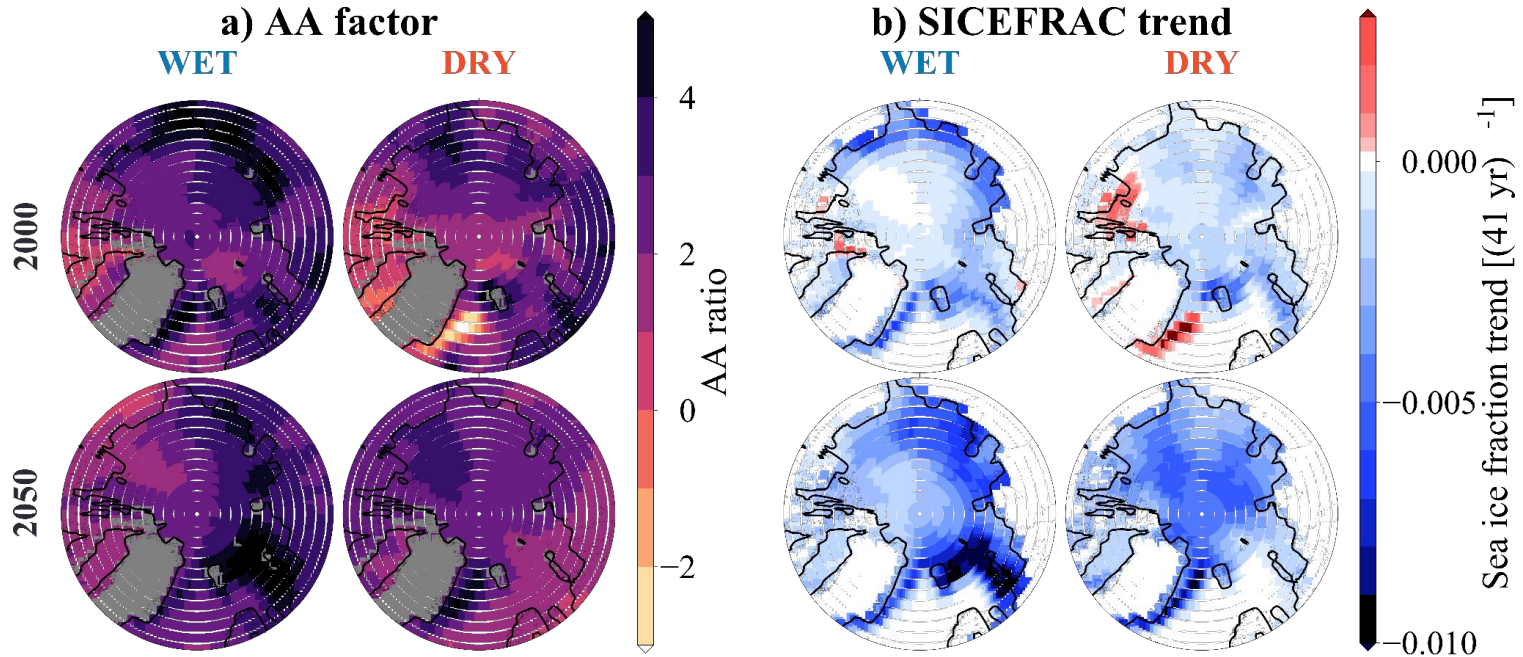 a) AA factor
b) SICEFRAC trend
WET
DRY
WET
DRY
2000
2050
4
2
0
−2
AA ratio
0.000
−0.005
−0.010
Sea ice fraction trend [(41 yr) -1]